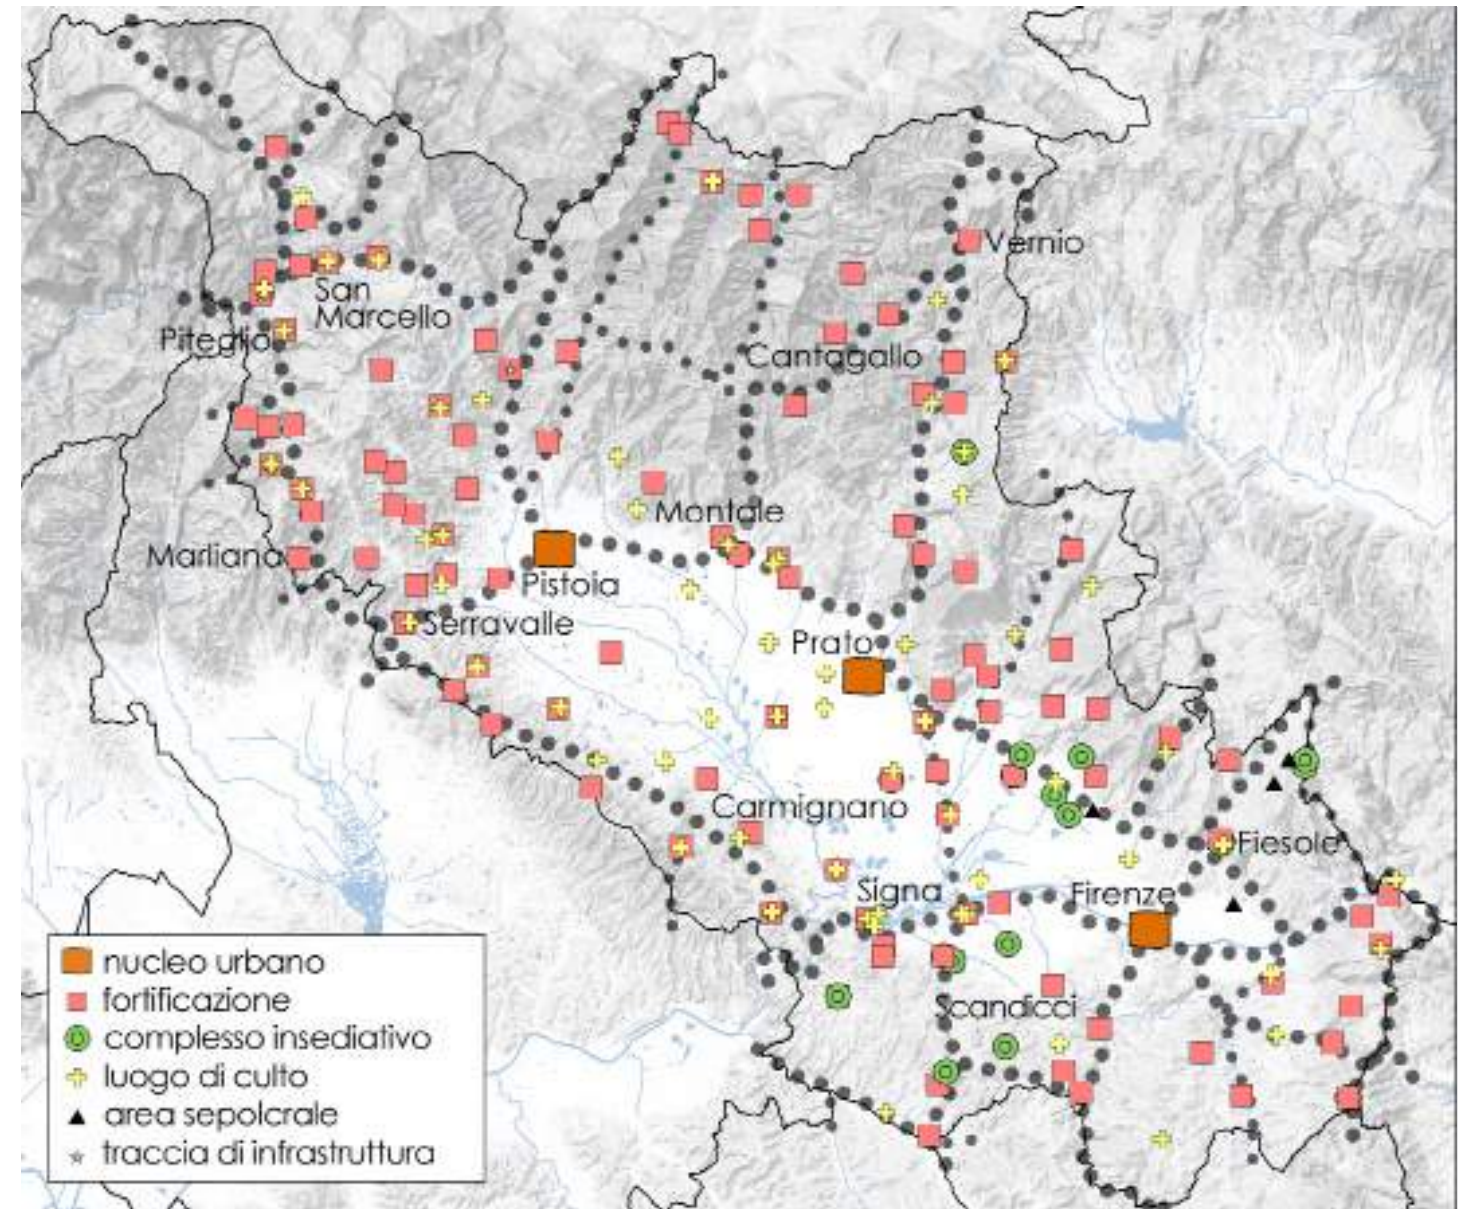 Vernio
San
Marcello
Piteglio
Cantagallo
Montale
Marliana
Pistoia
Serravalle
Prato
Carmignano
Fiesole
Signa
Firenze
Scandicci
nucleo urbano
fortificazione
complesso insediativo
luogo di culto
area sepolcrale
traccia di infrastruttura